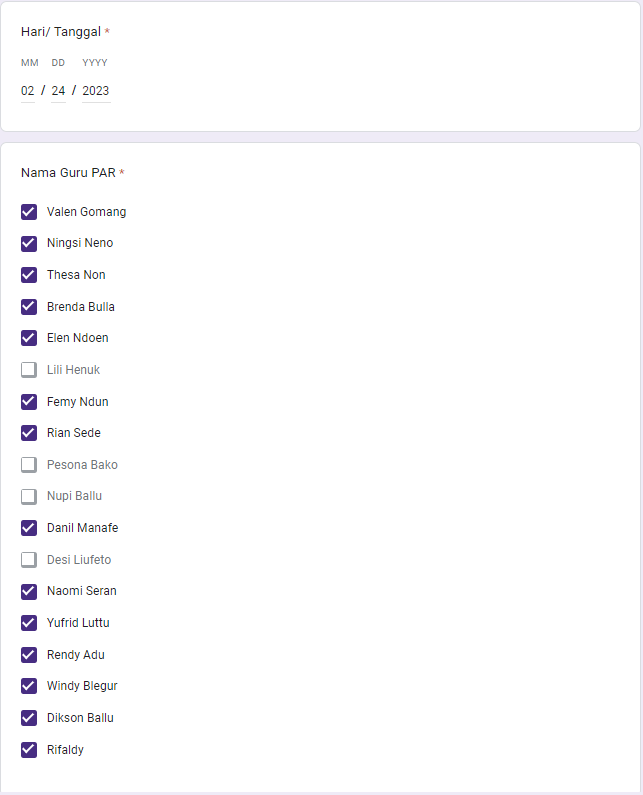 Hari/ Tanggal *
MM DD YYYY
02 / 24 / 2023
Nama Guru PAR *
Valen Gomang
Ningsi Neno
Thesa Non
Brenda Bulla
Elen Ndoen
Lili Henuk
Femy Ndun
Rian Sede
Pesona Bako
Nupi Ballu
Danil Manafe
Desi Liufeto
Naomi Seran
Yufrid Luttu
Rendy Adu
Windy Blegur
Dikson Ballu
Rifaldy